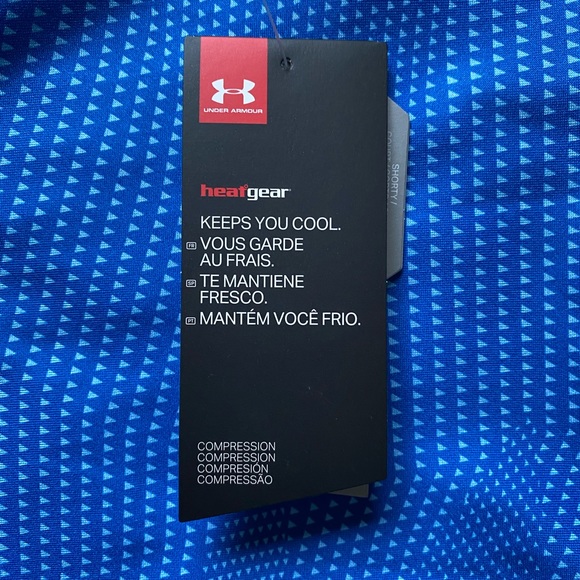 UNDER ARMOUR
heatgear
KEEPS YOU COOL.
FR VOUS GARDE
AU FRAIS.
SP TE MANTIENE
FRESCO.
PT MANTÉM VOCÊ FRIO.
COMPRESSION
COMPRESSION
COMPRESIÓN
COMPRESSÃO
SHORTY /